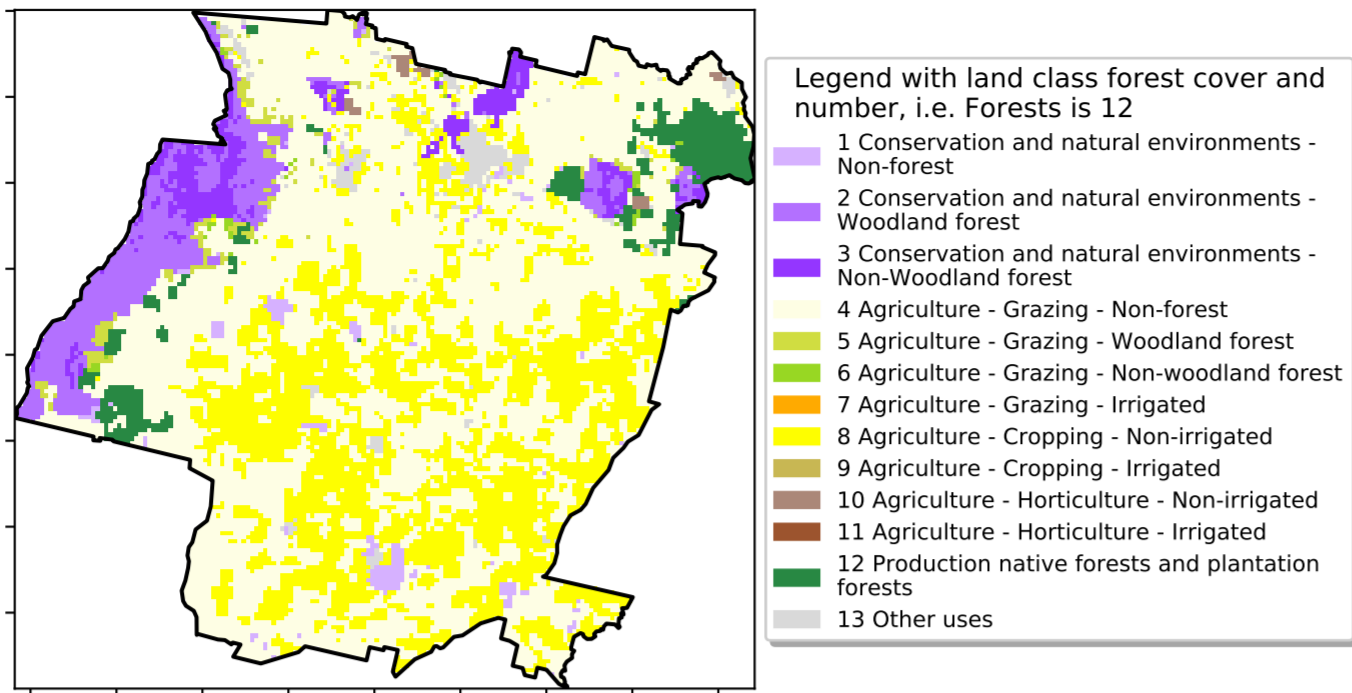 Legend with land class forest cover and
number, i.e. Forests is 12
1 Conservation and natural environments -
Non-forest
2 Conservation and natural environments -
Woodland forest
3 Conservation and natural environments -
Non-Woodland forest
4 Agriculture - Grazing - Non-forest
5 Agriculture - Grazing - Woodland forest
6 Agriculture - Grazing - Non-woodland forest
7 Agriculture - Grazing - Irrigated
8 Agriculture - Cropping - Non-irrigated
9 Agriculture - Cropping - Irrigated
10 Agriculture - Horticulture - Non-irrigated
11 Agriculture - Horticulture - Irrigated
12 Production native forests and plantation
forests
13 Other uses